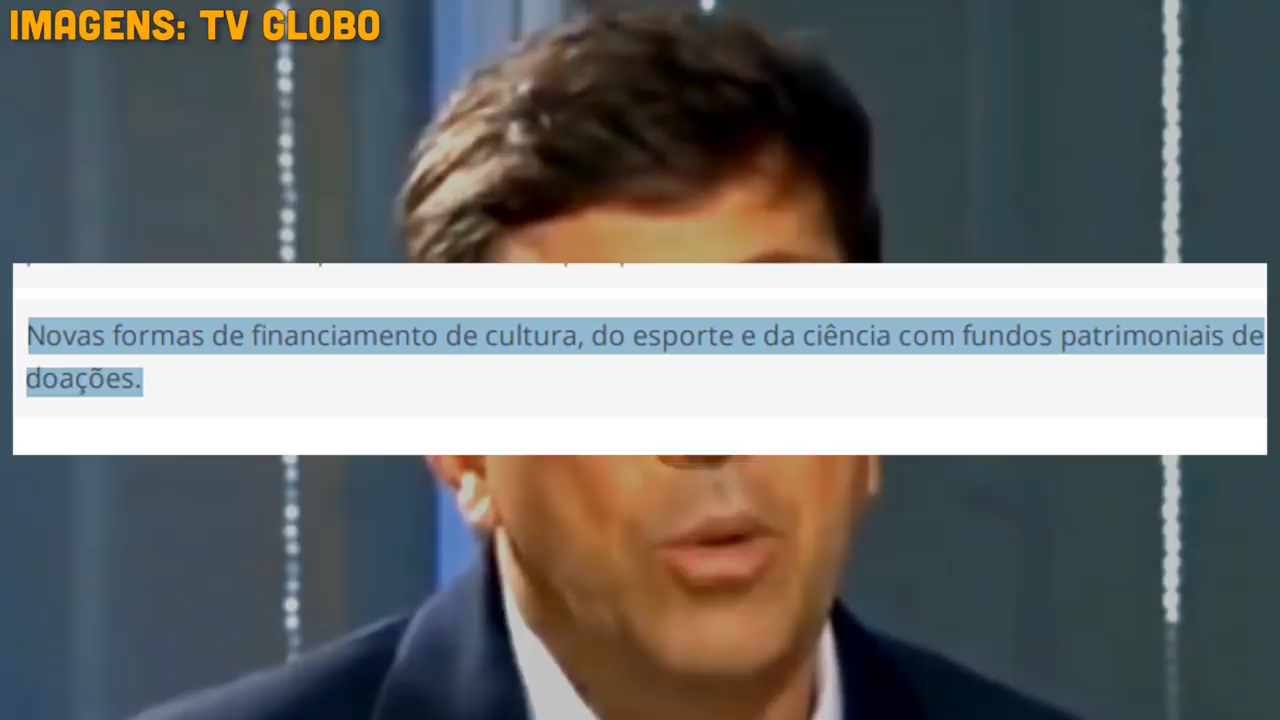 IMAGENS: TV GLOBO
Novas formas de financiamento de cultura, do esporte e da ciência com fundos patrimoniais de
doações.